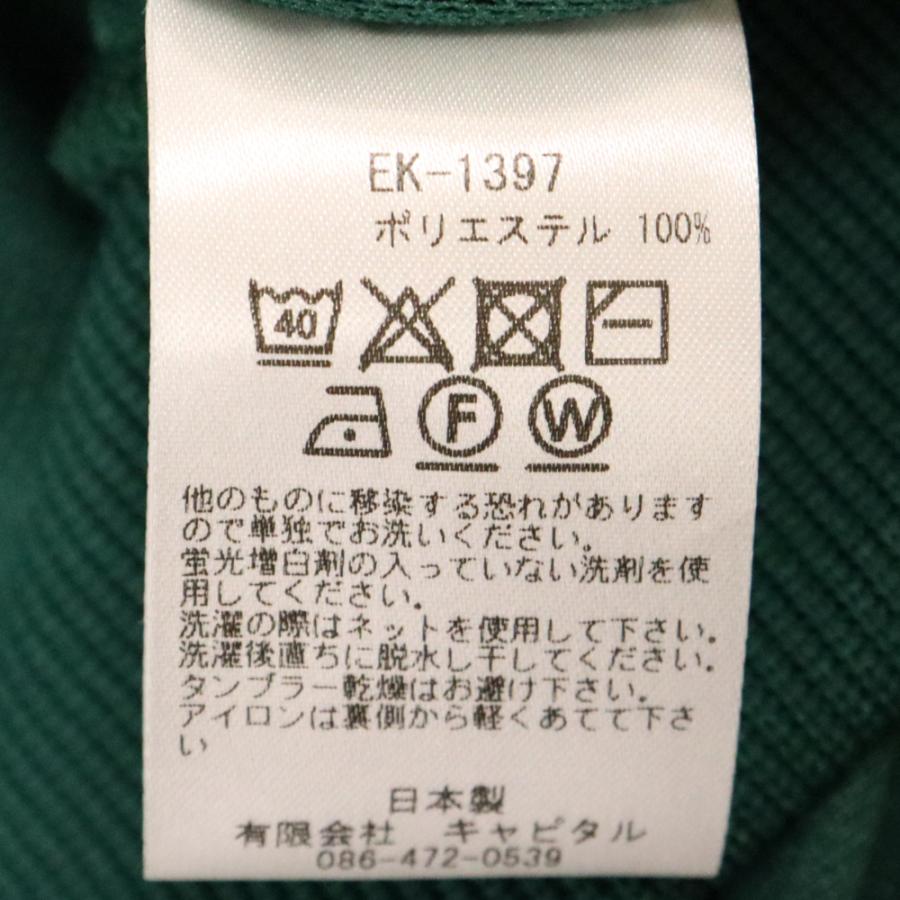 EK-1397
ポリエステル 100%
40
F W
他のものに移染する恐れがあります
ので単独でお洗いください。
蛍光増白剤の入っていない洗剤を使
用してください。
洗濯の際はネットを使用して下さい。
洗濯後直ちに脱水し干してください。
タンブラー乾燥はお避け下さい。
アイロンは裏側から軽くあてて下さ
い
日本製
有限会社 キャピタル
086-472-0539